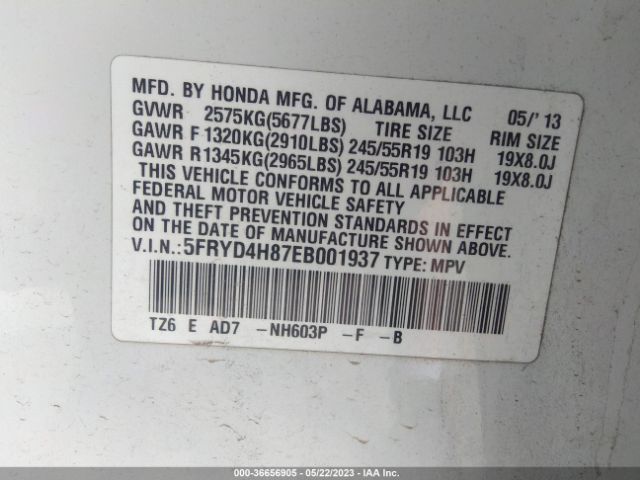 MFD. BY HONDA MFG. OF ALABAMA, LLC 05/' 13
GVWR 2575KG(5677LBS) TIRE SIZE RIM SIZE
GAWR F 1320KG(2910LBS) 245/55R19 103H 19X8.0J
GAWR R1345KG(2965LBS) 245/55R19 103H 19X8.0J
THIS VEHICLE CONFORMS TO ALL APPLICABLE
FEDERAL MOTOR VEHICLE SAFETY
AND THEFT PREVENTION STANDARDS IN EFFECT
ON THE DATE OF MANUFACTURE SHOWN ABOVE.
V.I.N.:5FRYD4H87EB001937 TYPE: MPV
TZ6 E AD7 -NH603P -F -B
000-36656905 - 05/22/2023 - IAA Inc.